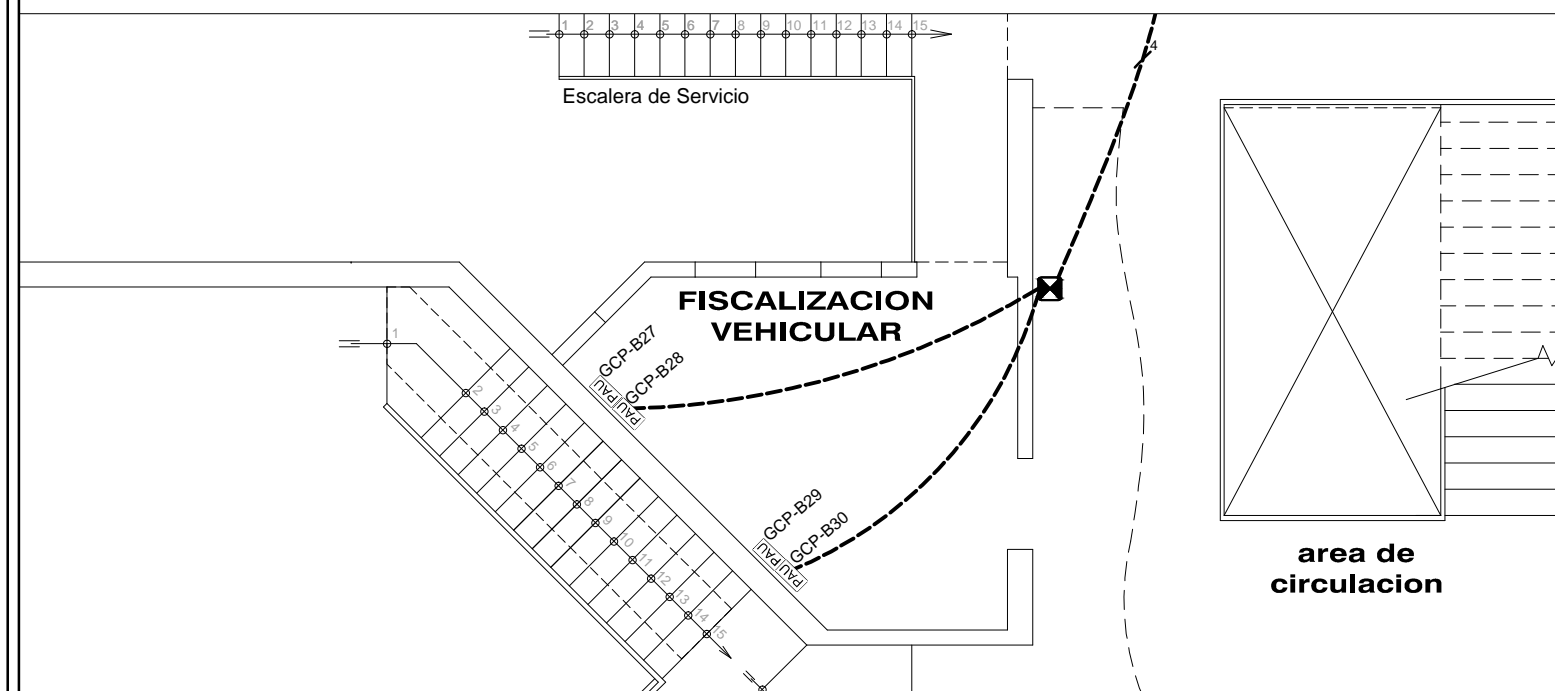 1 2 3 4 5 6 7 8 9 10 11 12 13 14 15
4
Escalera de Servicio
FISCALIZACION
VEHICULAR
1
2
3
4
5
6
7
8
9
10
11
12
13
14
15
GCP-B27
GCP-B28
PAU PAU
GCP-B29
GCP-B30
PAU PAU
area de
circulacion